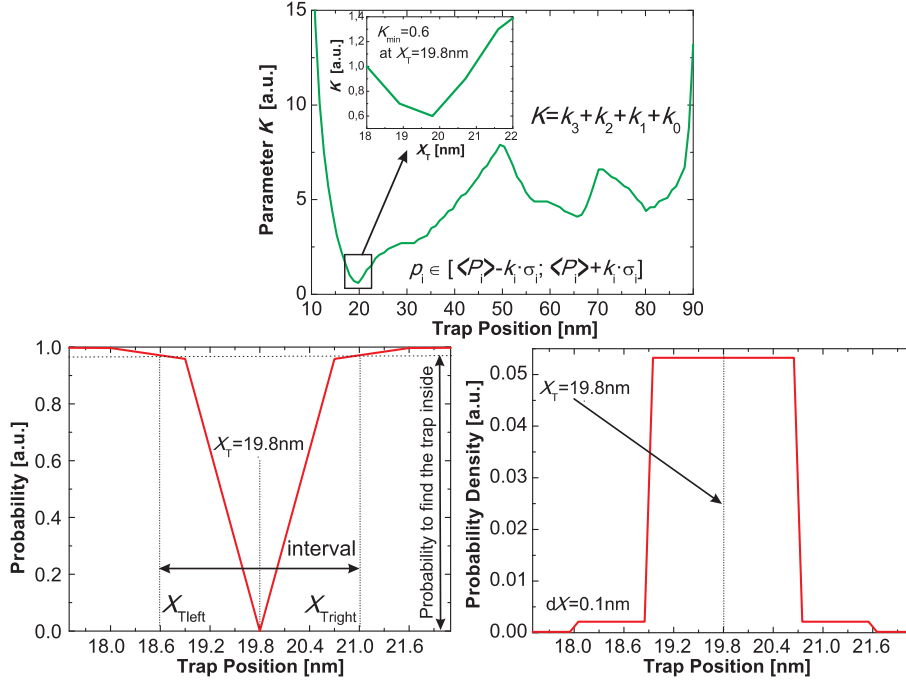 15
10
5
0
Parameter K [a.u.]
10 20 30 40 50 60 70 80 90
Trap Position [nm]
1,4
1,2
1,0
0,8
0,6
K [a.u.]
18 19 20 21 22
X_T [nm]
K_min=0.6
at X_T=19.8nm
K=k_3+k_2+k_1+k_0
p_i ∈ [<P_i>-k_i·σ_i; <P_i>+k_i·σ_i]
1.0
0.8
0.6
0.4
0.2
0.0
Probability [a.u.]
18.0 18.6 19.2 19.8 20.4 21.0 21.6
Trap Position [nm]
X_T=19.8nm
interval
X_Tleft
X_Tright
Probability to find the trap inside
0.05
0.04
0.03
0.02
0.01
0.00
Probability Density [a.u.]
18.0 18.6 19.2 19.8 20.4 21.0 21.6
Trap Position [nm]
X_T=19.8nm
dX=0.1nm